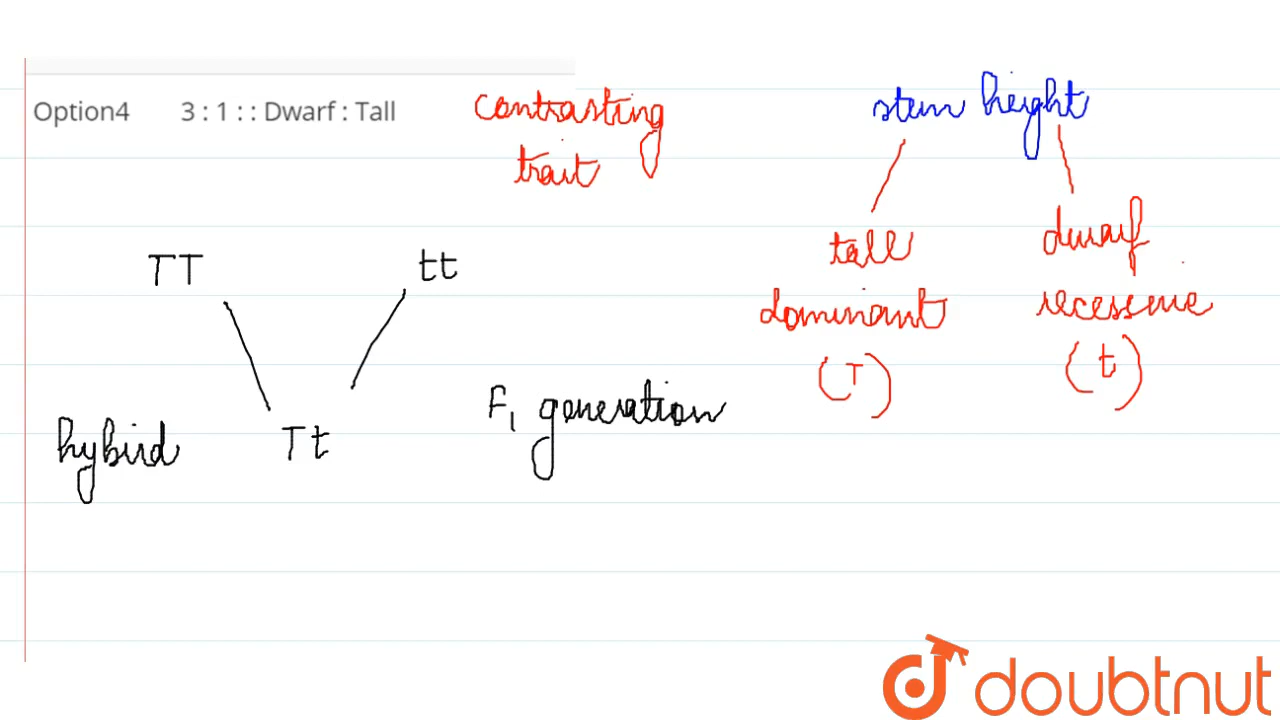 Option4 3 : 1 : : Dwarf : Tall
contrasting
trait
stem height
tall
dwarf
dominant
recessive
(T)
(t)
TT
tt
F1 generation
hybird
Tt
doubtnut